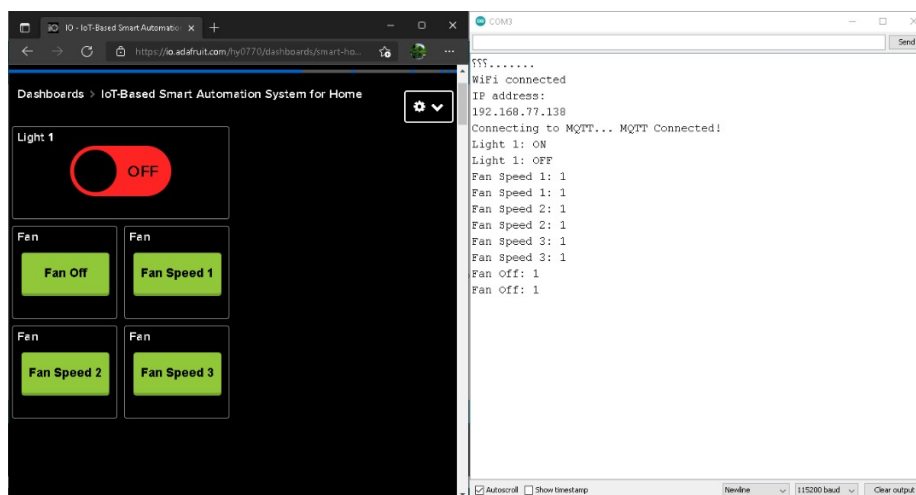 IO - IoT-Based Smart Automatio
https://io.adafruit.com/hy0770/dashboards/smart-ho...
Dashboards > IoT-Based Smart Automation System for Home
Light 1
OFF
Fan
Fan Off
Fan
Fan Speed 1
Fan
Fan Speed 2
Fan
Fan Speed 3
COM3
Send
⸮⸮⸮.......
WiFi connected
IP address:
192.168.77.138
Connecting to MQTT... MQTT Connected!
Light 1: ON
Light 1: OFF
Fan Speed 1: 1
Fan Speed 1: 1
Fan Speed 2: 1
Fan Speed 2: 1
Fan Speed 3: 1
Fan Speed 3: 1
Fan Off: 1
Fan Off: 1
Autoscroll Show timestamp
Newline
115200 baud
Clear output